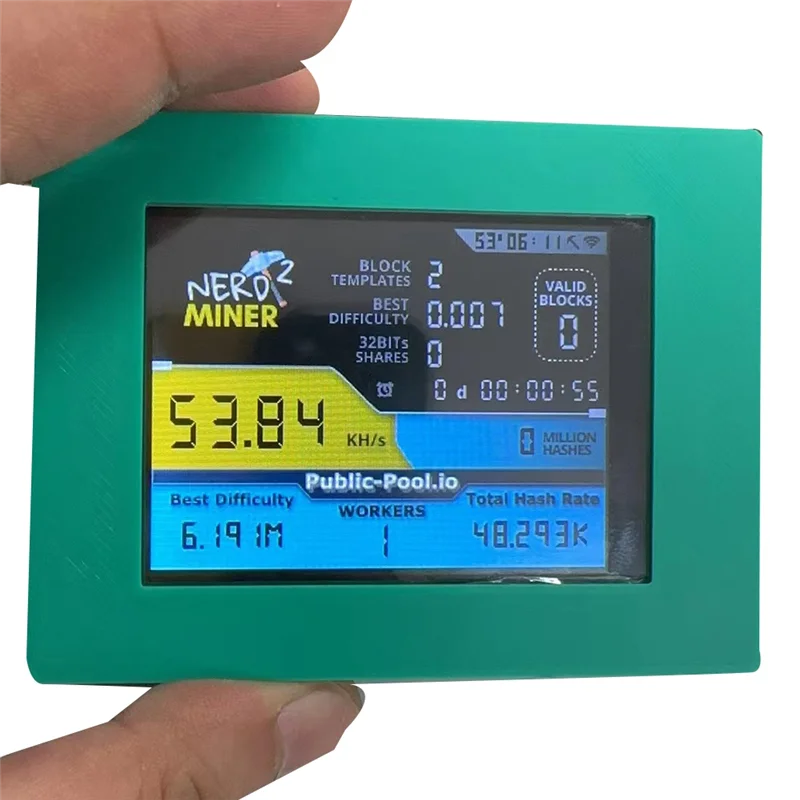 53°06:11
NERD 2
MINER
BLOCK
TEMPLATES 2
BEST
DIFFICULTY 0.007
32BITs
SHARES 0
VALID
BLOCKS
0
0 d 00:00:55
53.84 KH/s
0 MILLION
HASHES
Public-Pool.io
Best Difficulty
6.191M
WORKERS
1
Total Hash Rate
48.293K